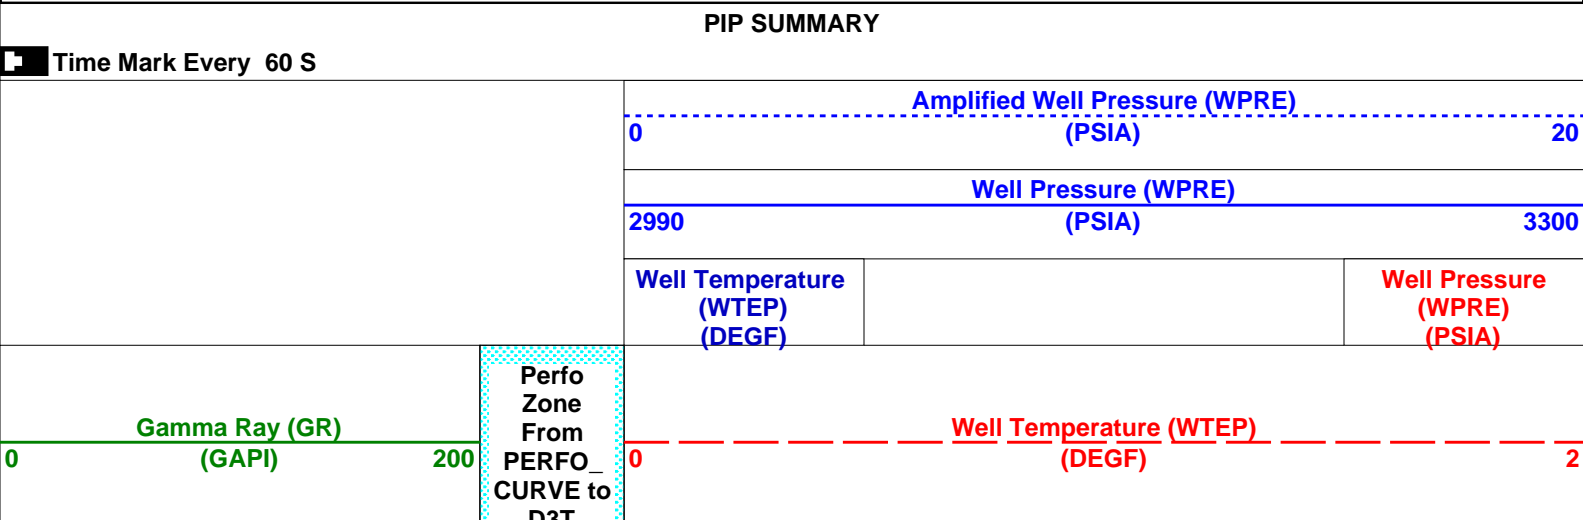 PIP SUMMARY
Time Mark Every 60 S
Amplified Well Pressure (WPRE)
0 (PSIA) 20
Well Pressure (WPRE)
2990 (PSIA) 3300
Well Temperature
(WTEP)
(DEGF)
Well Pressure
(WPRE)
(PSIA)
Perfo
Zone
From
PERFO_
CURVE to
D3T
Gamma Ray (GR)
0 (GAPI) 200
Well Temperature (WTEP)
0 (DEGF) 2